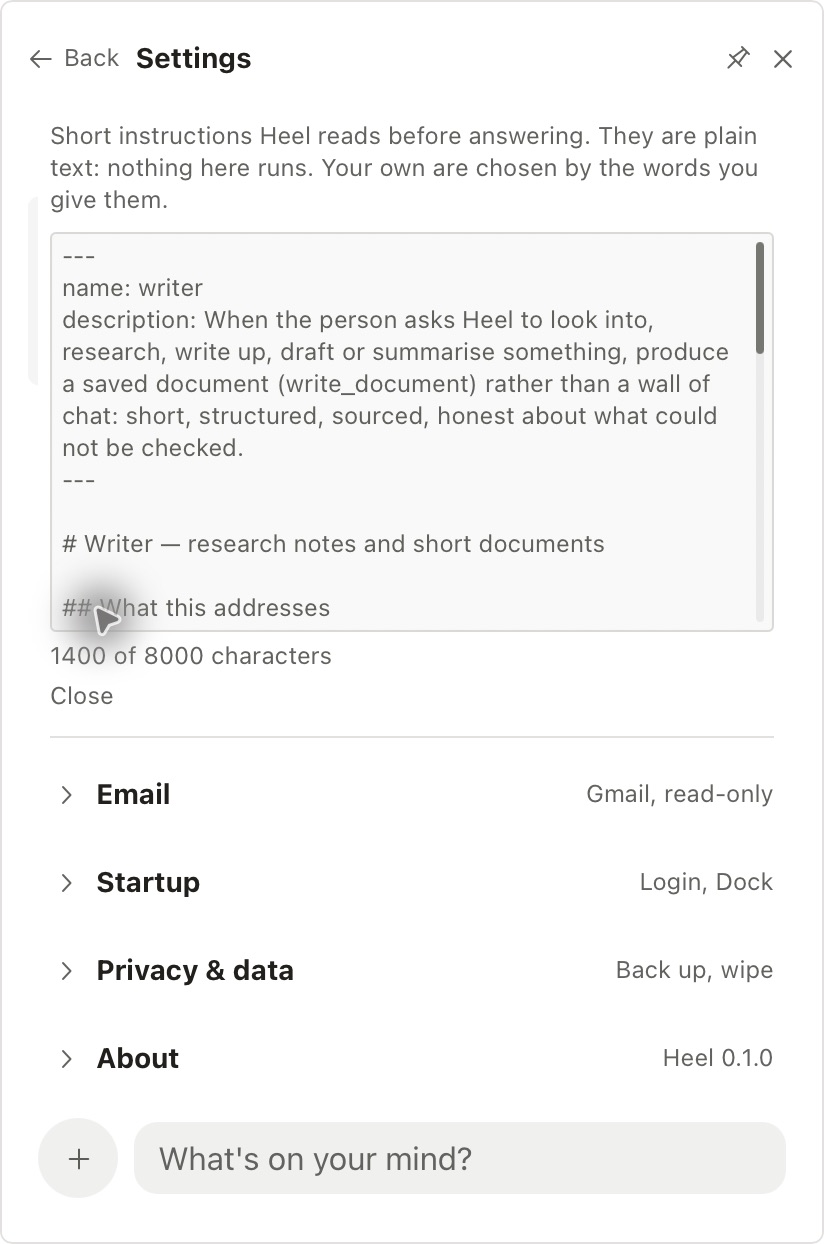 Back Settings
Short instructions Heel reads before answering. They are plain
text: nothing here runs. Your own are chosen by the words you
give them.
---
name: writer
description: When the person asks Heel to look into,
research, write up, draft or summarise something, produce
a saved document (write_document) rather than a wall of
chat: short, structured, sourced, honest about what could
not be checked.
---
# Writer — research notes and short documents
## What this addresses
1400 of 8000 characters
Close
Email Gmail, read-only
Startup Login, Dock
Privacy & data Back up, wipe
About Heel 0.1.0
What's on your mind?